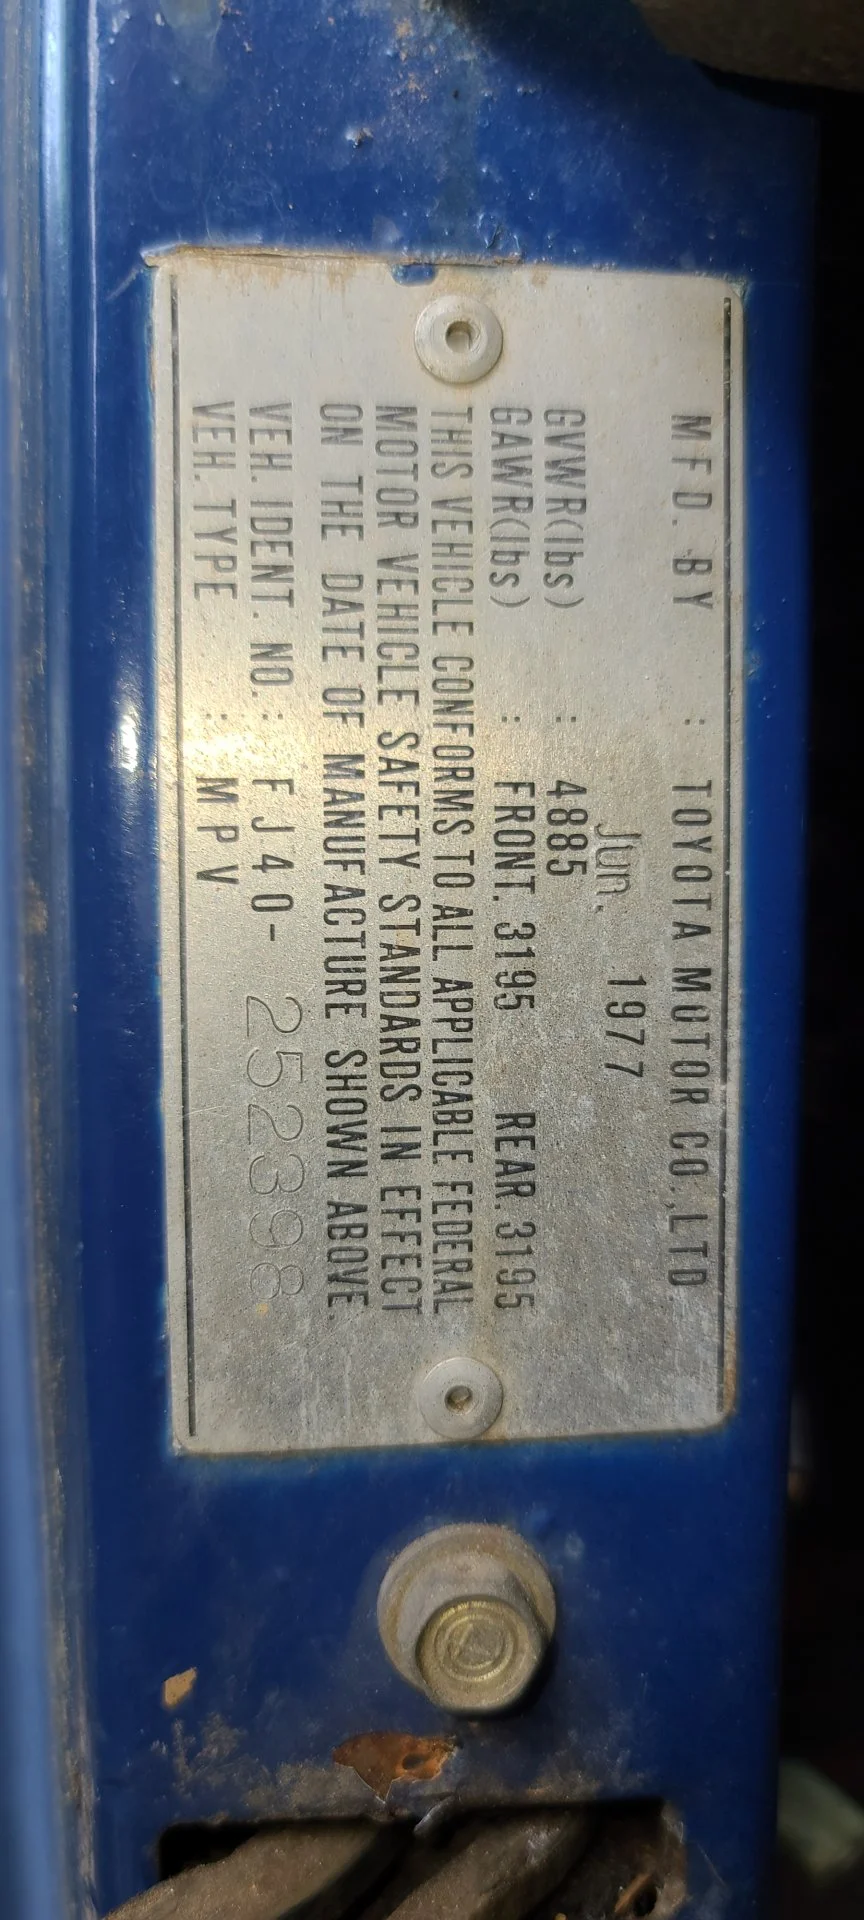 MFD. BY : TOYOTA MOTOR CO.,LTD.
Jun. 1977
GVWR(lbs) : 4885
GAWR(lbs) : FRONT. 3195 REAR. 3195
THIS VEHICLE CONFORMS TO ALL APPLICABLE FEDERAL
MOTOR VEHICLE SAFETY STANDARDS IN EFFECT
ON THE DATE OF MANUFACTURE SHOWN ABOVE.
VEH. IDENT. NO. : FJ40-252398
VEH. TYPE : MPV